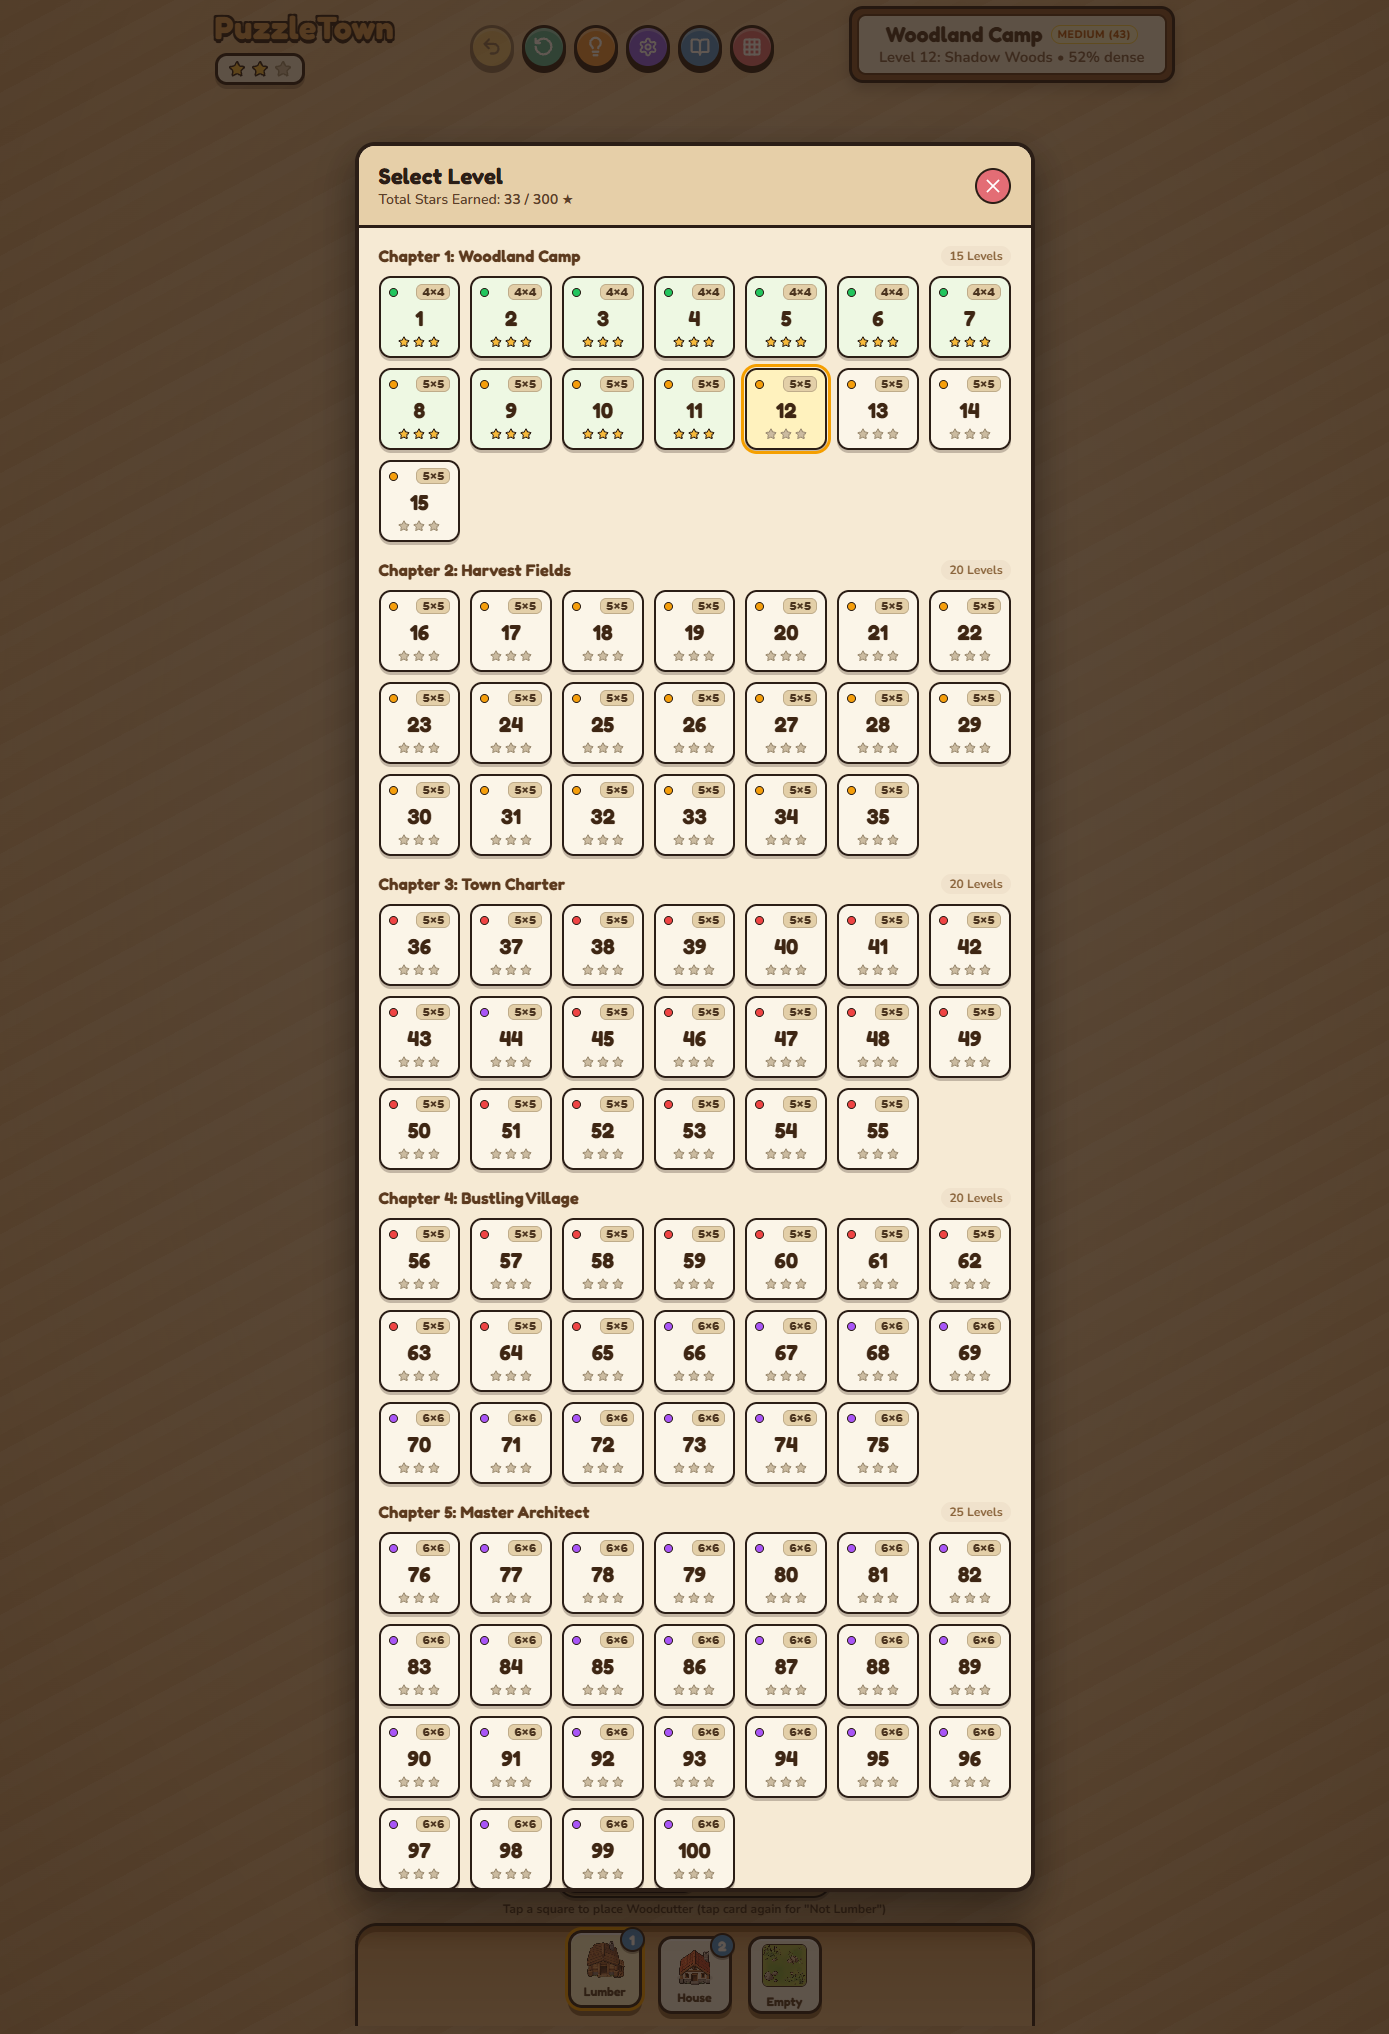 PuzzleTown
Woodland Camp MEDIUM (43)
Level 12: Shadow Woods • 52% dense
Select Level
Total Stars Earned: 33 / 300 ★
Chapter 1: Woodland Camp 15 Levels
4×4 4×4 4×4 4×4 4×4 4×4 4×4
1 2 3 4 5 6 7
5×5 5×5 5×5 5×5 5×5 5×5 5×5
8 9 10 11 12 13 14
5×5
15
Chapter 2: Harvest Fields 20 Levels
5×5 5×5 5×5 5×5 5×5 5×5 5×5
16 17 18 19 20 21 22
5×5 5×5 5×5 5×5 5×5 5×5 5×5
23 24 25 26 27 28 29
5×5 5×5 5×5 5×5 5×5 5×5
30 31 32 33 34 35
Chapter 3: Town Charter 20 Levels
5×5 5×5 5×5 5×5 5×5 5×5 5×5
36 37 38 39 40 41 42
5×5 5×5 5×5 5×5 5×5 5×5 5×5
43 44 45 46 47 48 49
5×5 5×5 5×5 5×5 5×5 5×5
50 51 52 53 54 55
Chapter 4: Bustling Village 20 Levels
5×5 5×5 5×5 5×5 5×5 5×5 5×5
56 57 58 59 60 61 62
5×5 5×5 5×5 6×6 6×6 6×6 6×6
63 64 65 66 67 68 69
6×6 6×6 6×6 6×6 6×6 6×6
70 71 72 73 74 75
Chapter 5: Master Architect 25 Levels
6×6 6×6 6×6 6×6 6×6 6×6 6×6
76 77 78 79 80 81 82
6×6 6×6 6×6 6×6 6×6 6×6 6×6
83 84 85 86 87 88 89
6×6 6×6 6×6 6×6 6×6 6×6 6×6
90 91 92 93 94 95 96
6×6 6×6 6×6 6×6
97 98 99 100
Tap a square to place Woodcutter (tap card again for "Not Lumber")
1 2
Lumber House Empty